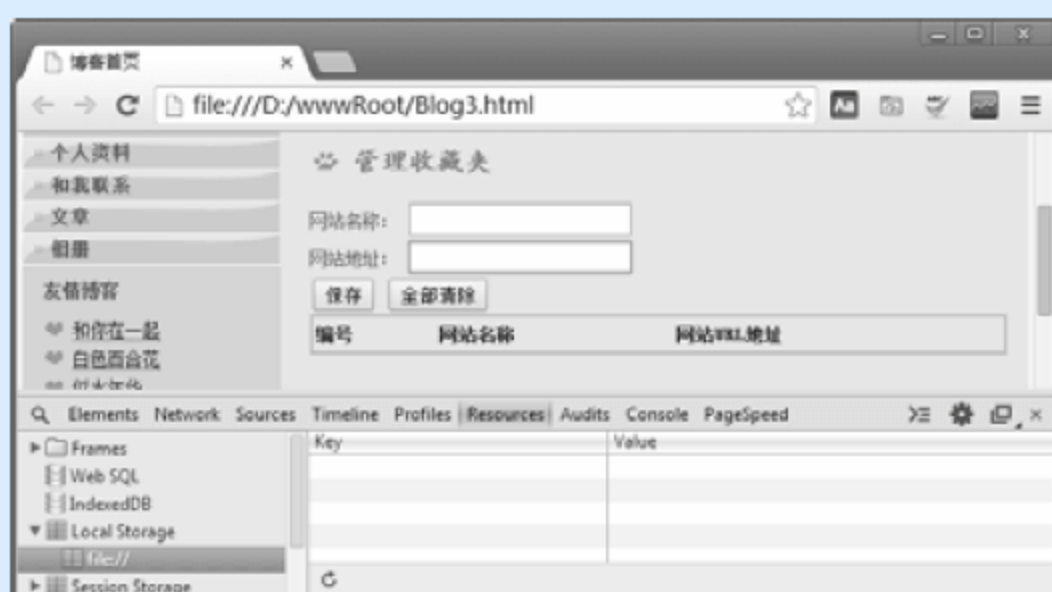 博客首页
file:///D:/wwwRoot/Blog3.html
个人资料
和我联系
文章
相册
友情博客
和你在一起
白色百合花
似水年华
管理收藏夹
网站名称:
网站地址:
保存 全部清除
编号 网站名称 网站URL地址
Elements Network Sources Timeline Profiles Resources Audits Console PageSpeed
Frames
Web SQL
IndexedDB
Local Storage
file://
Session Storage
Key Value